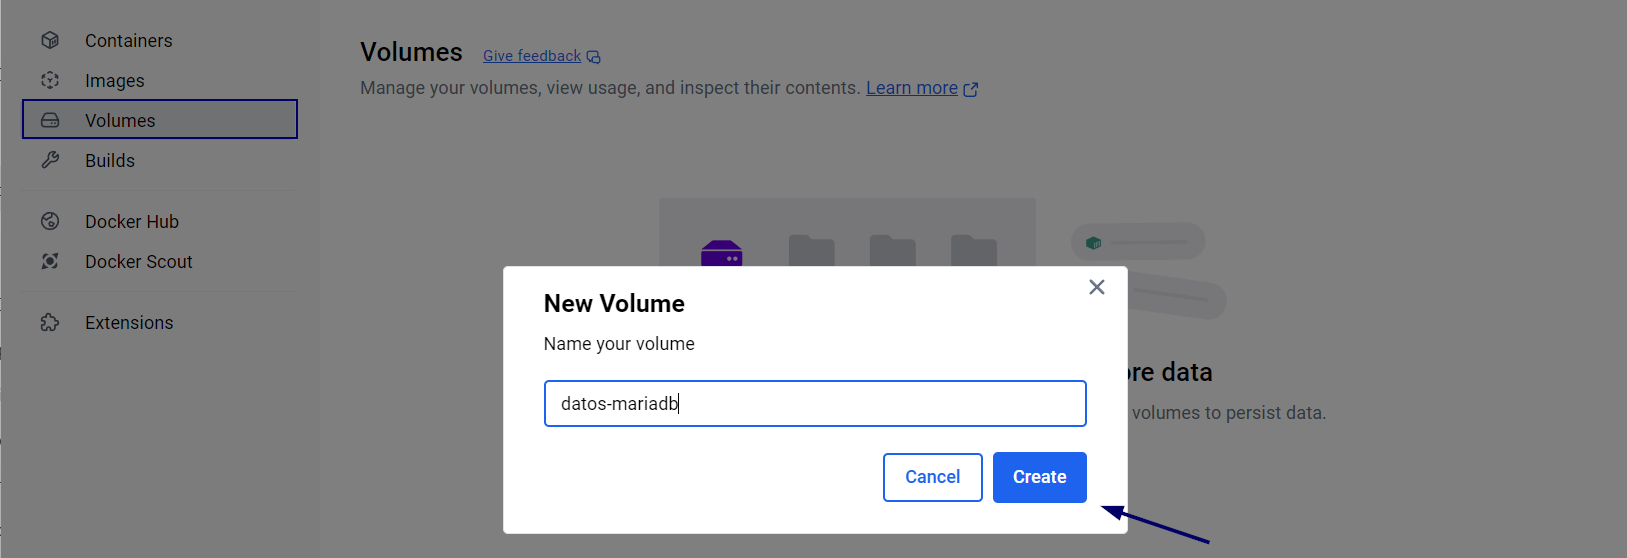 Containers
Images
Volumes
Builds
Docker Hub
Docker Scout
Extensions
Volumes Give feedback
Manage your volumes, view usage, and inspect their contents. Learn more
New Volume
Name your volume
datos-mariadb
Cancel Create
data
volumes to persist data.